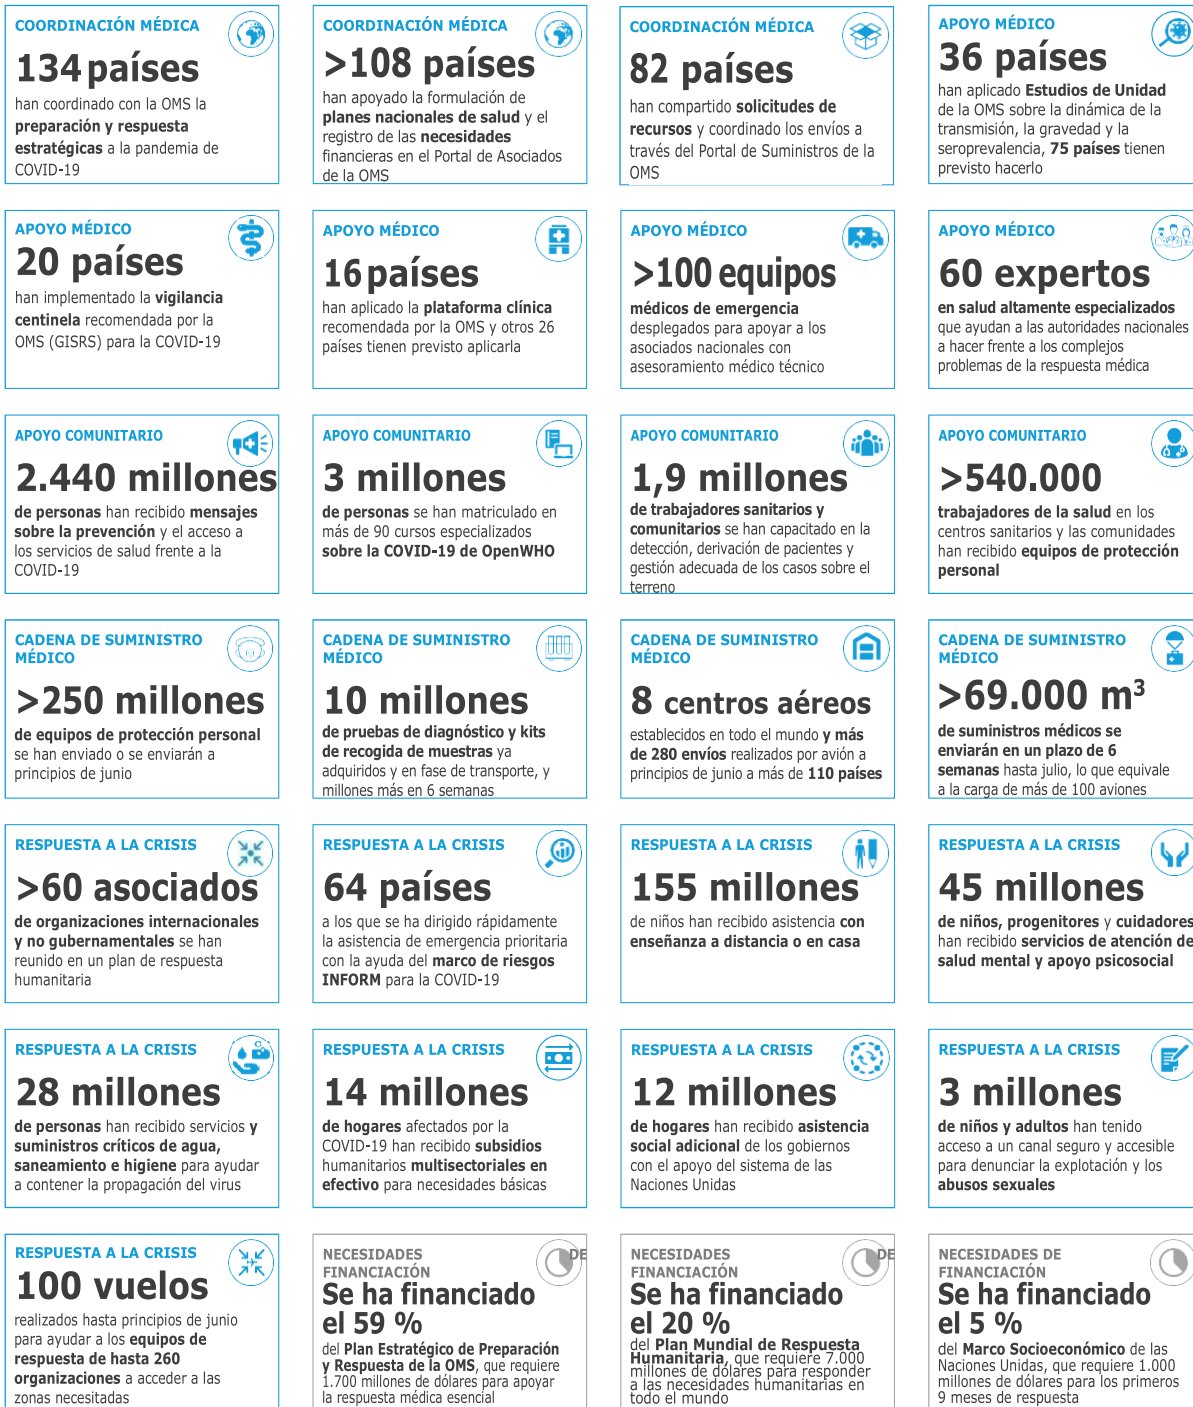 COORDINACIÓN MÉDICA
134 países
han coordinado con la OMS la
preparación y respuesta
estratégicas a la pandemia de
COVID-19
COORDINACIÓN MÉDICA
>108 países
han apoyado la formulación de
planes nacionales de salud y el
registro de las necesidades
financieras en el Portal de Asociados
de la OMS
COORDINACIÓN MÉDICA
82 países
han compartido solicitudes de
recursos y coordinado los envíos a
través del Portal de Suministros de la
OMS
APOYO MÉDICO
36 países
han aplicado Estudios de Unidad
de la OMS sobre la dinámica de la
transmisión, la gravedad y la
seroprevalencia, 75 países tienen
previsto hacerlo
APOYO MÉDICO
20 países
han implementado la vigilancia
centinela recomendada por la
OMS (GISRS) para la COVID-19
APOYO MÉDICO
16 países
han aplicado la plataforma clínica
recomendada por la OMS y otros 26
países tienen previsto aplicarla
APOYO MÉDICO
>100 equipos
médicos de emergencia
desplegados para apoyar a los
asociados nacionales con
asesoramiento médico técnico
APOYO MÉDICO
60 expertos
en salud altamente especializados
que ayudan a las autoridades nacionales
a hacer frente a los complejos
problemas de la respuesta médica
APOYO COMUNITARIO
2.440 millones
de personas han recibido mensajes
sobre la prevención y el acceso a
los servicios de salud frente a la
COVID-19
APOYO COMUNITARIO
3 millones
de personas se han matriculado en
más de 90 cursos especializados
sobre la COVID-19 de OpenWHO
APOYO COMUNITARIO
1,9 millones
de trabajadores sanitarios y
comunitarios se han capacitado en la
detección, derivación de pacientes y
gestión adecuada de los casos sobre el
terreno
APOYO COMUNITARIO
>540.000
trabajadores de la salud en los
centros sanitarios y las comunidades
han recibido equipos de protección
personal
CADENA DE SUMINISTRO
MÉDICO
>250 millones
de equipos de protección personal
se han enviado o se enviarán a
principios de junio
CADENA DE SUMINISTRO
MÉDICO
10 millones
de pruebas de diagnóstico y kits
de recogida de muestras ya
adquiridos y en fase de transporte, y
millones más en 6 semanas
CADENA DE SUMINISTRO
MÉDICO
8 centros aéreos
establecidos en todo el mundo y más
de 280 envíos realizados por avión a
principios de junio a más de 110 países
CADENA DE SUMINISTRO
MÉDICO
>69.000 m³
de suministros médicos se
enviarán en un plazo de 6
semanas hasta julio, lo que equivale
a la carga de más de 100 aviones
RESPUESTA A LA CRISIS
>60 asociados
de organizaciones internacionales
y no gubernamentales se han
reunido en un plan de respuesta
humanitaria
RESPUESTA A LA CRISIS
64 países
a los que se ha dirigido rápidamente
la asistencia de emergencia prioritaria
con la ayuda del marco de riesgos
INFORM para la COVID-19
RESPUESTA A LA CRISIS
155 millones
de niños han recibido asistencia con
enseñanza a distancia o en casa
RESPUESTA A LA CRISIS
45 millones
de niños, progenitores y cuidadores
han recibido servicios de atención de
salud mental y apoyo psicosocial
RESPUESTA A LA CRISIS
28 millones
de personas han recibido servicios y
suministros críticos de agua,
saneamiento e higiene para ayudar
a contener la propagación del virus
RESPUESTA A LA CRISIS
14 millones
de hogares afectados por la
COVID-19 han recibido subsidios
humanitarios multisectoriales en
efectivo para necesidades básicas
RESPUESTA A LA CRISIS
12 millones
de hogares han recibido asistencia
social adicional de los gobiernos
con el apoyo del sistema de las
Naciones Unidas
RESPUESTA A LA CRISIS
3 millones
de niños y adultos han tenido
acceso a un canal seguro y accesible
para denunciar la explotación y los
abusos sexuales
RESPUESTA A LA CRISIS
100 vuelos
realizados hasta principios de junio
para ayudar a los equipos de
respuesta de hasta 260
organizaciones a acceder a las
zonas necesitadas
NECESIDADES DE
FINANCIACIÓN
Se ha financiado
el 59 %
del Plan Estratégico de Preparación
y Respuesta de la OMS, que requiere
1.700 millones de dólares para apoyar
la respuesta médica esencial
NECESIDADES DE
FINANCIACIÓN
Se ha financiado
el 20 %
del Plan Mundial de Respuesta
Humanitaria, que requiere 7.000
millones de dólares para responder
a las necesidades humanitarias en
todo el mundo
NECESIDADES DE
FINANCIACIÓN
Se ha financiado
el 5 %
del Marco Socioeconómico de las
Naciones Unidas, que requiere 1.000
millones de dólares para los primeros
9 meses de respuesta